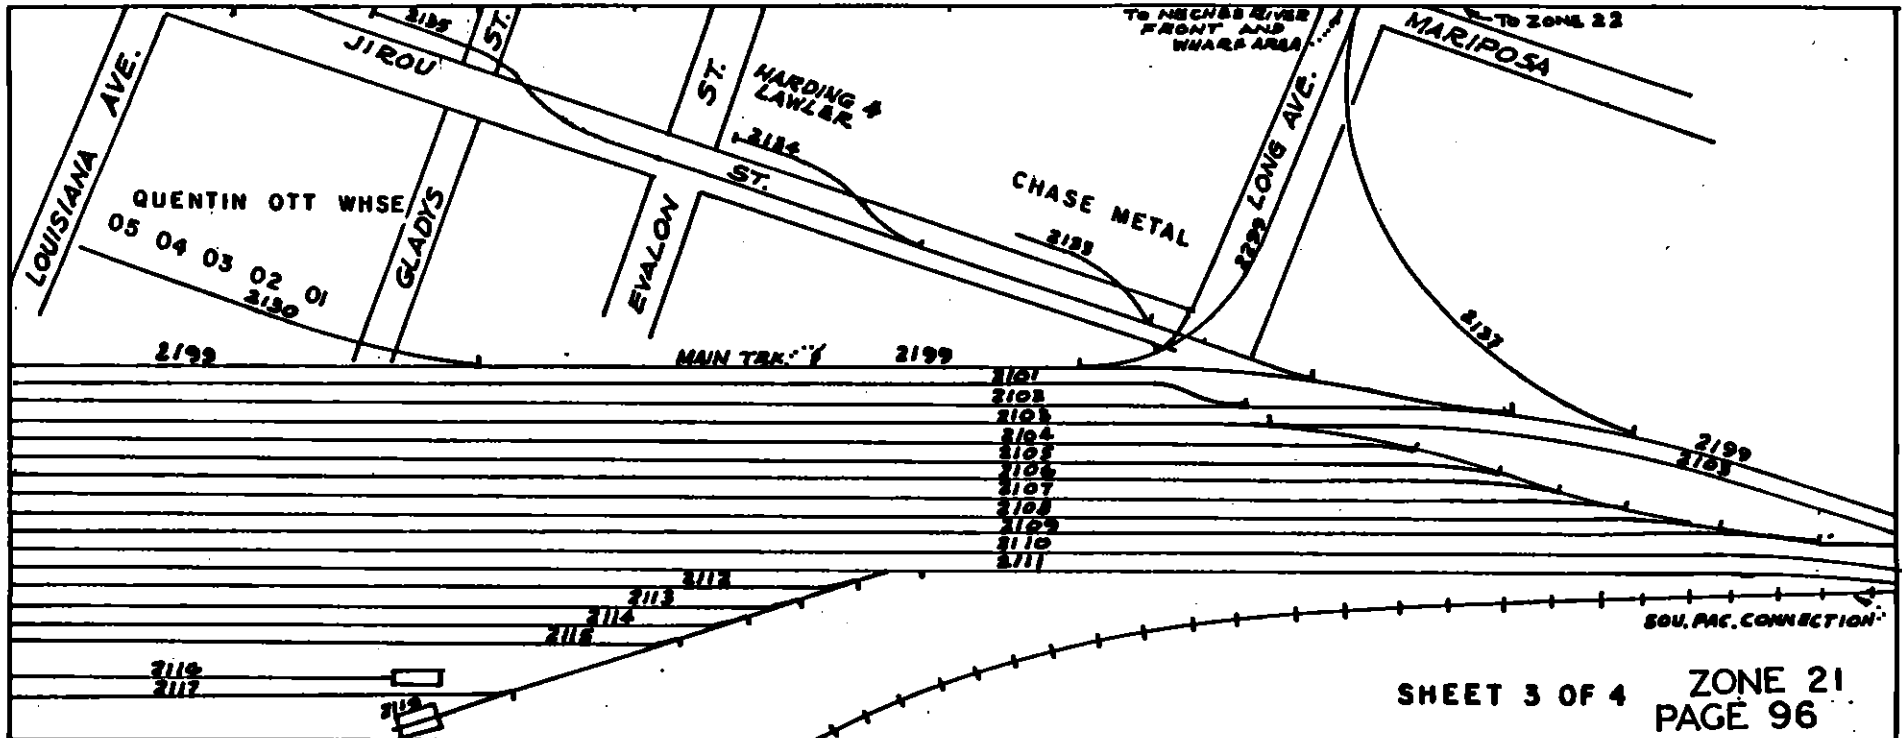 2135
ST.
TO NECHES RIVER
FRONT AND
WHARF AREA
TO ZONE 22
MARIPOSA
JIROU
LOUISIANA AVE.
ST.
HARDING &
LAWLER
2134
ST.
LONG AVE.
2299
CHASE METAL
2133
QUENTIN OTT WHSE
05 04 03 02 01
2130
GLADYS
EVALON
2137
2199
MAIN TRK.
2199
2101
2102
2103
2104
2105
2106
2107
2108
2109
2110
2111
2199
2103
2112
2113
2114
2115
2116
2117
SOU. PAC. CONNECTION
SHEET 3 OF 4
ZONE 21
PAGE 96